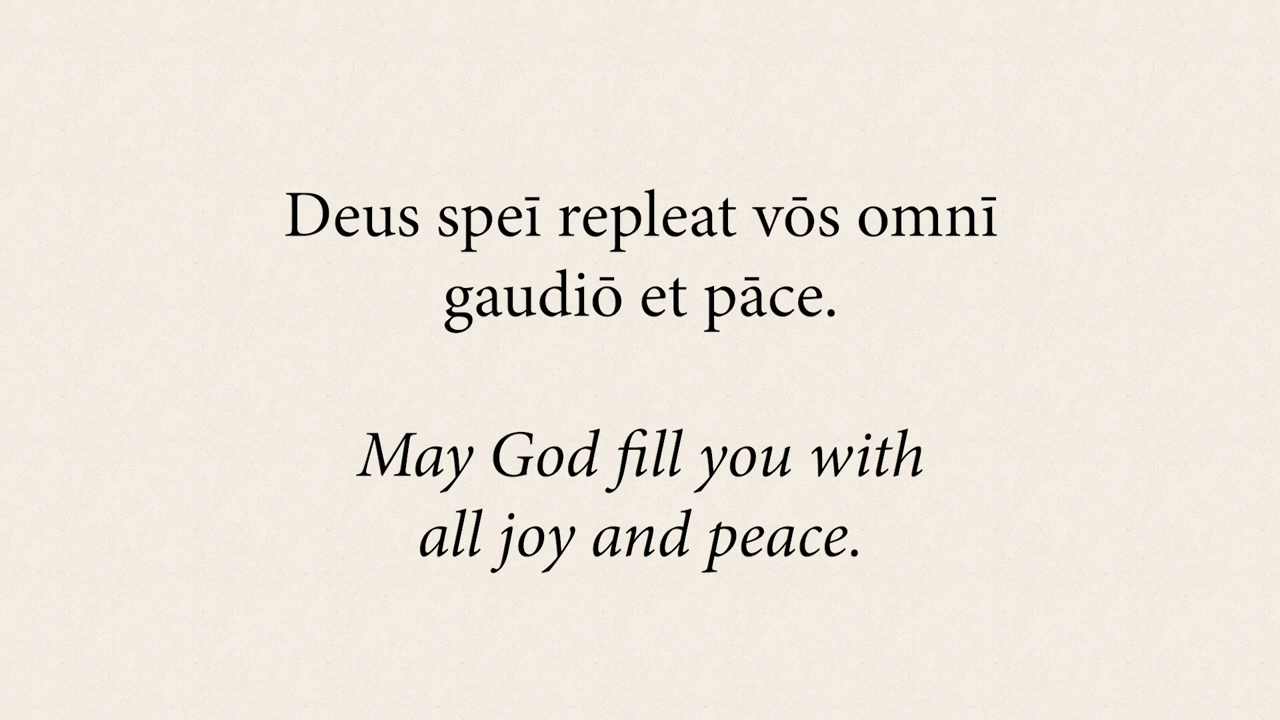 Deus speī repleat vōs omnī
gaudiō et pāce.
May God fill you with
all joy and peace.